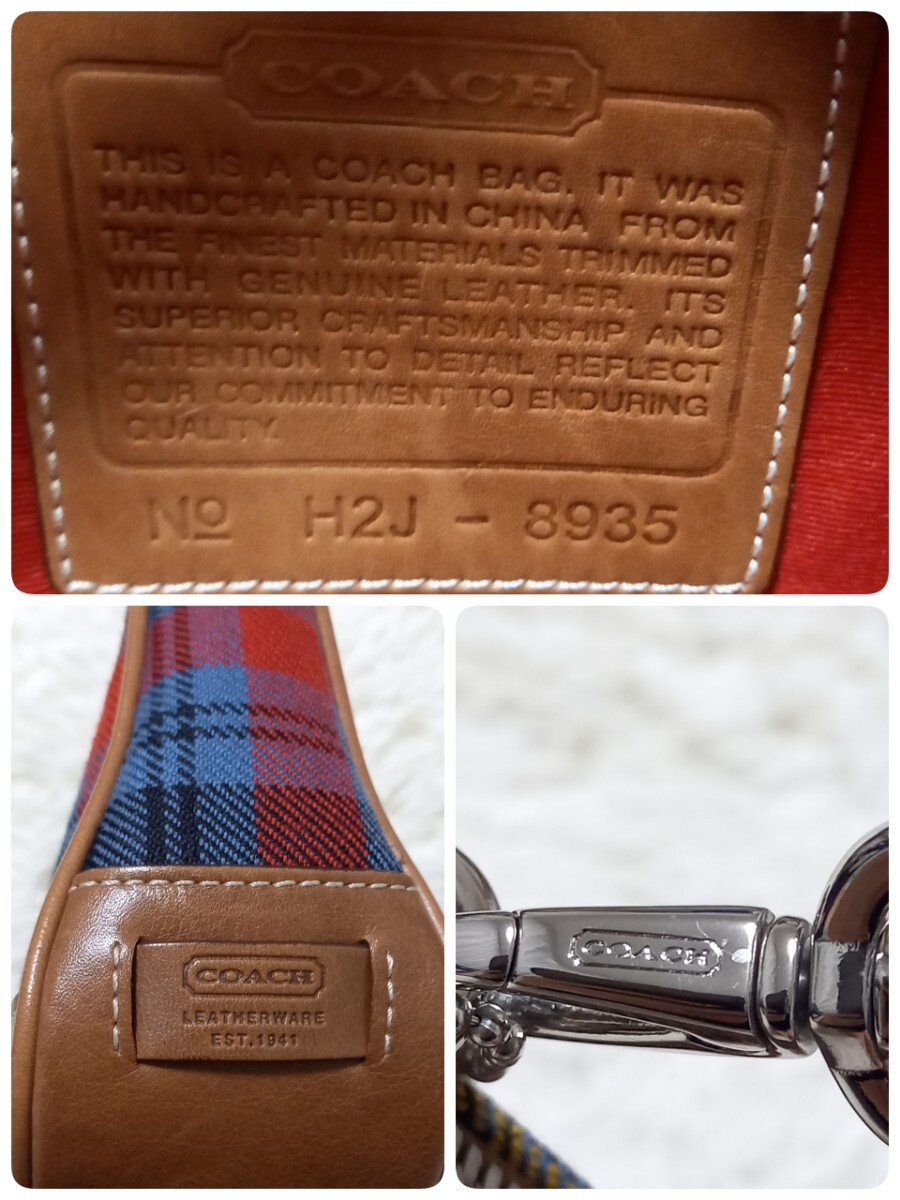 COACH
THIS IS A COACH BAG. IT WAS
HANDCRAFTED IN CHINA FROM
THE FINEST MATERIALS TRIMMED
WITH GENUINE LEATHER. ITS
SUPERIOR CRAFTSMANSHIP AND
ATTENTION TO DETAIL REFLECT
OUR COMMITMENT TO ENDURING
QUALITY.
No H2J - 8935
COACH
LEATHERWARE
EST. 1941
COACH